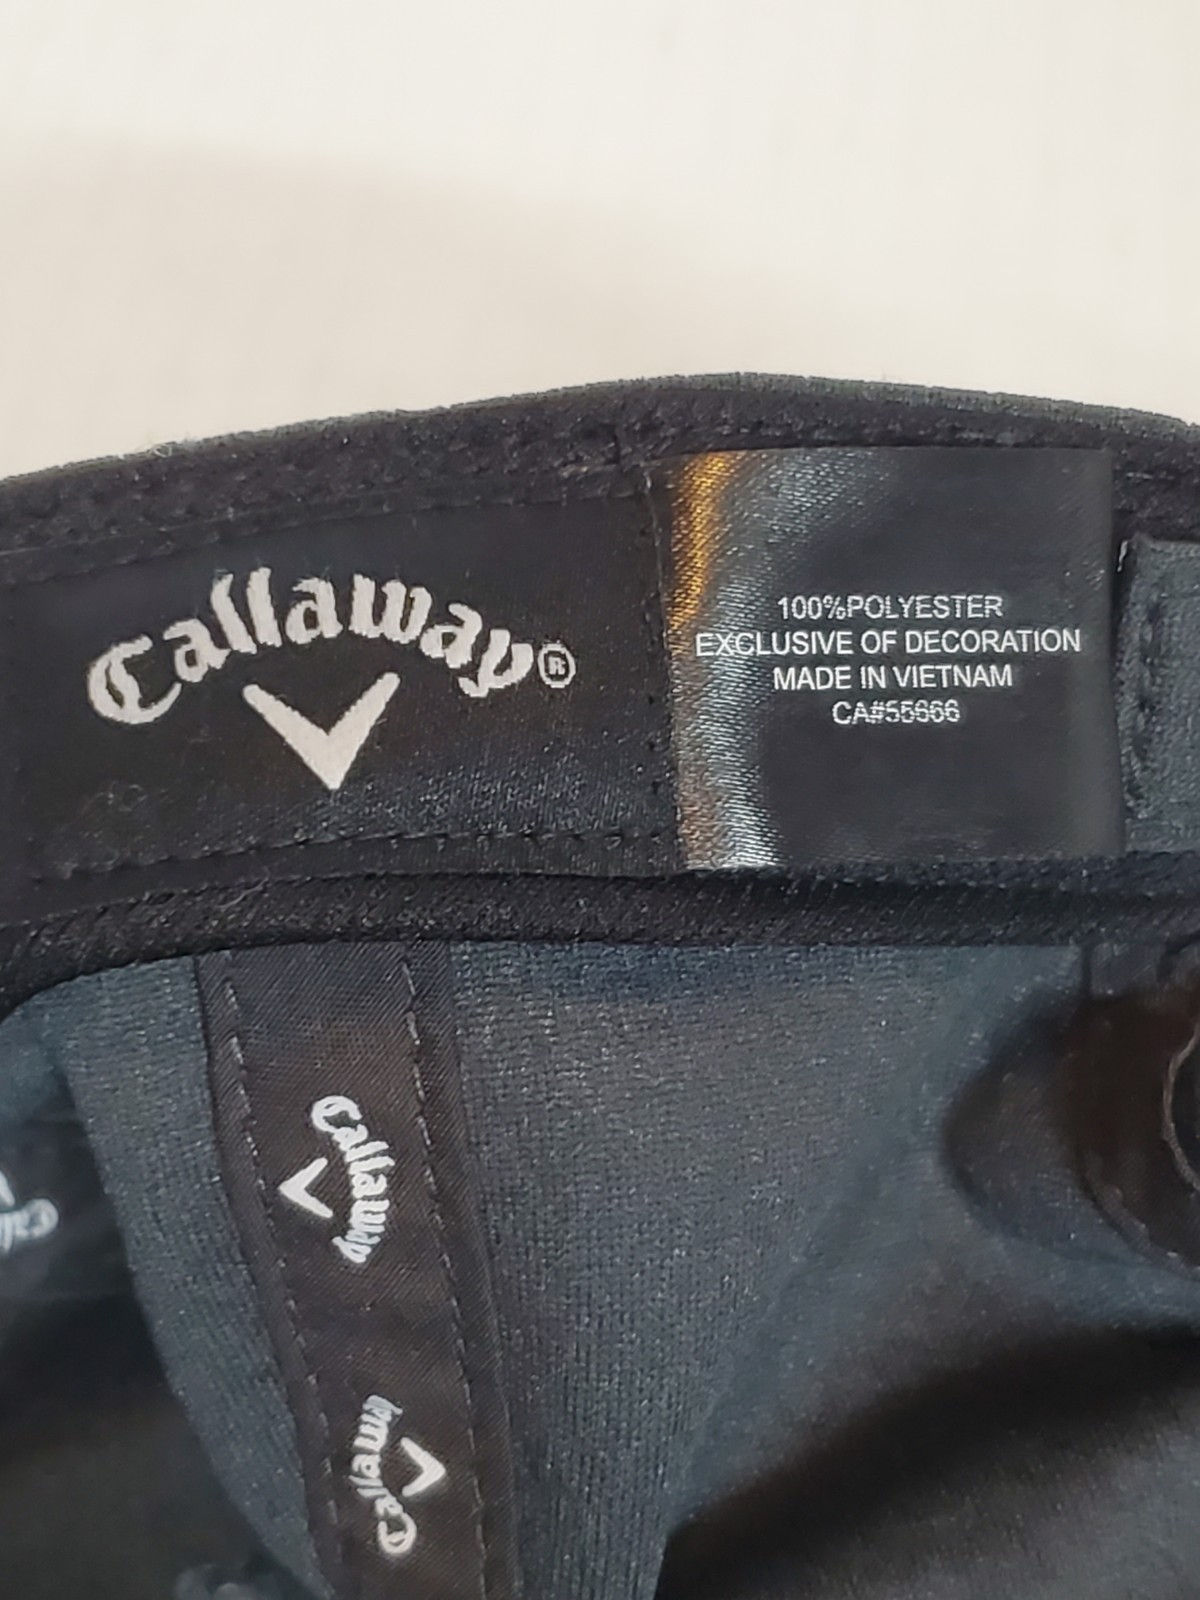 Callaway®
100%POLYESTER
EXCLUSIVE OF DECORATION
MADE IN VIETNAM
CA#55666
Callaway
Callaway